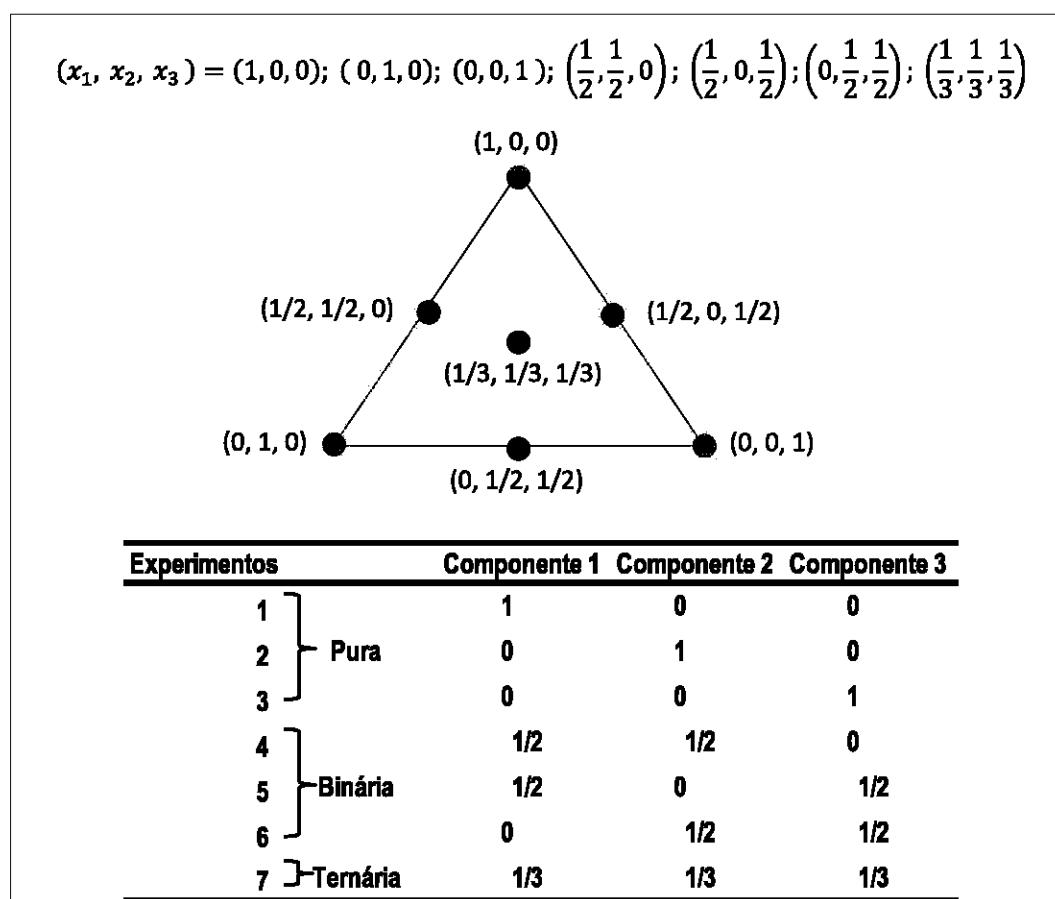 (x₁, x₂, x₃) = (1, 0, 0); (0, 1, 0); (0, 0, 1); (1/2, 1/2, 0); (1/2, 0, 1/2); (0, 1/2, 1/2); (1/3, 1/3, 1/3)
(1, 0, 0)
(1/2, 1/2, 0)
(1/2, 0, 1/2)
(1/3, 1/3, 1/3)
(0, 1, 0)
(0, 0, 1)
(0, 1/2, 1/2)
Experimentos Componente 1 Componente 2 Componente 3
1 1 0 0
2 Pura 0 1 0
3 0 0 1
4 1/2 1/2 0
5 Binária 1/2 0 1/2
6 0 1/2 1/2
7 Ternária 1/3 1/3 1/3